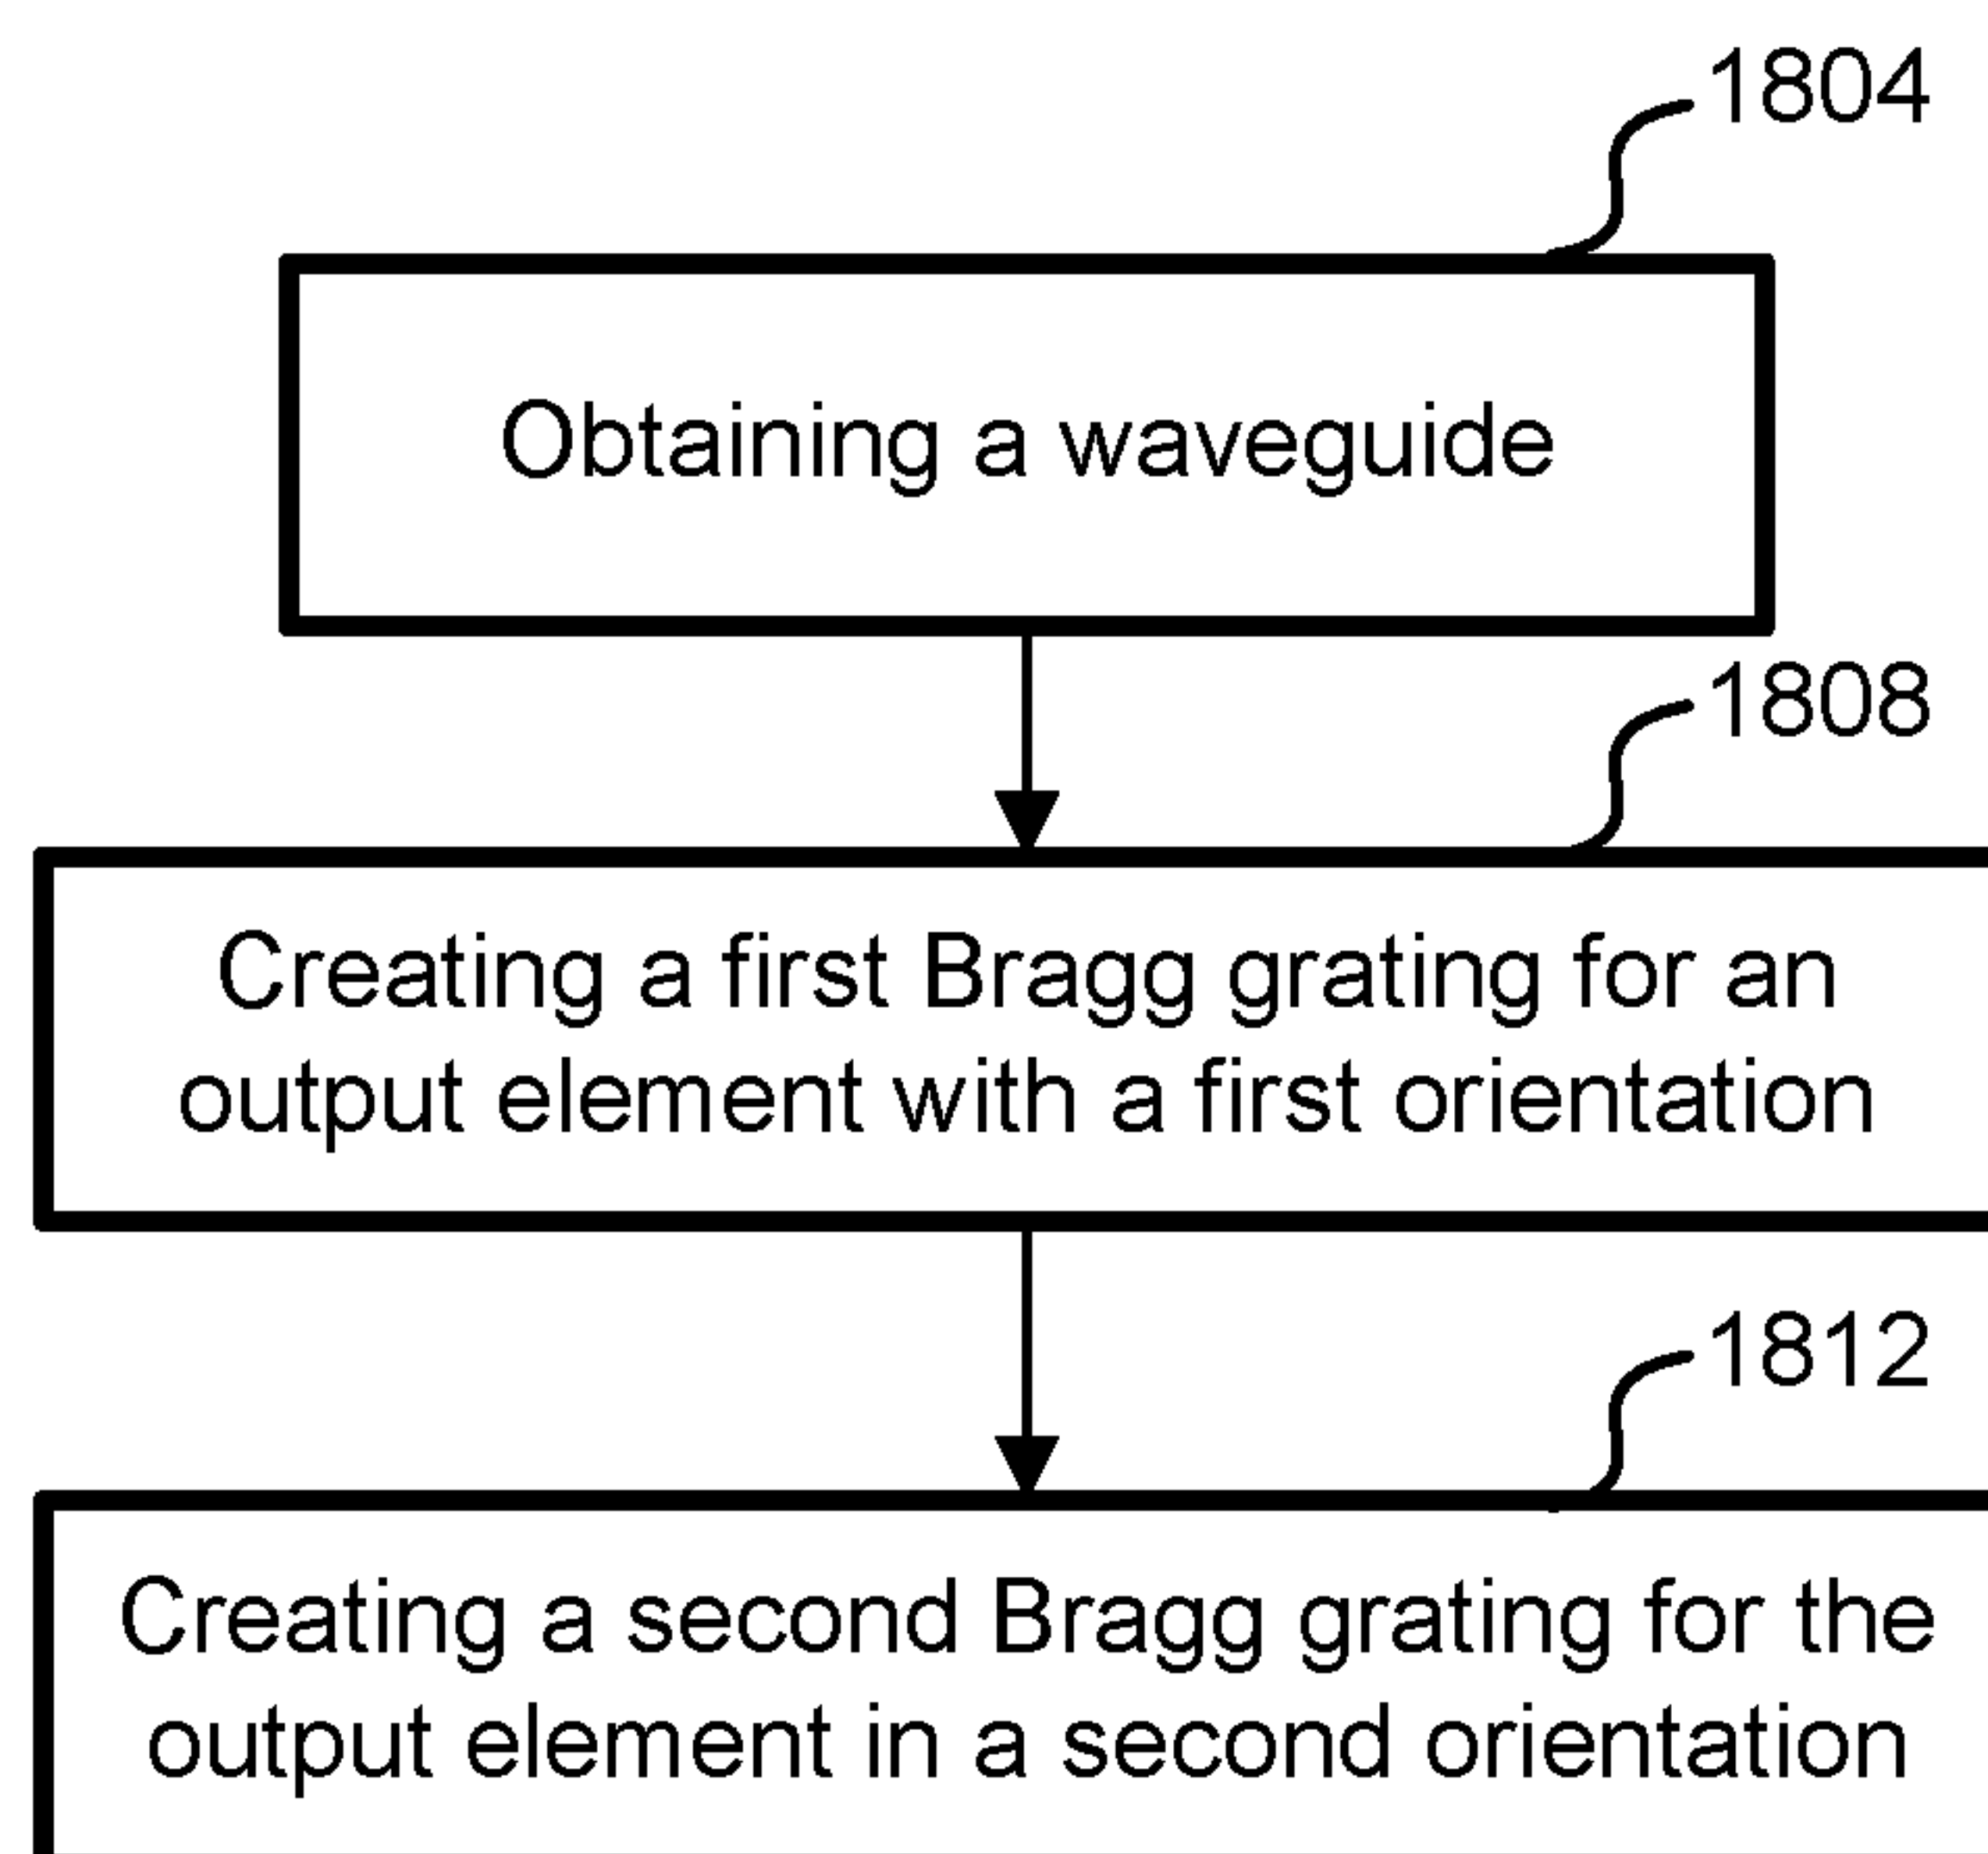 1804
Obtaining a waveguide
1808
Creating a first Bragg grating for an
output element with a first orientation
1812
Creating a second Bragg grating for the
output element in a second orientation